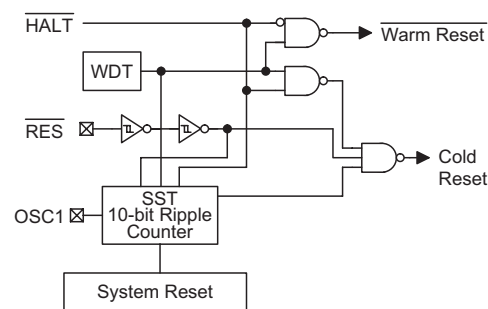 HALT
Warm Reset
WDT
RES
Cold
Reset
SST
10-bit Ripple
Counter
OSC1
System Reset